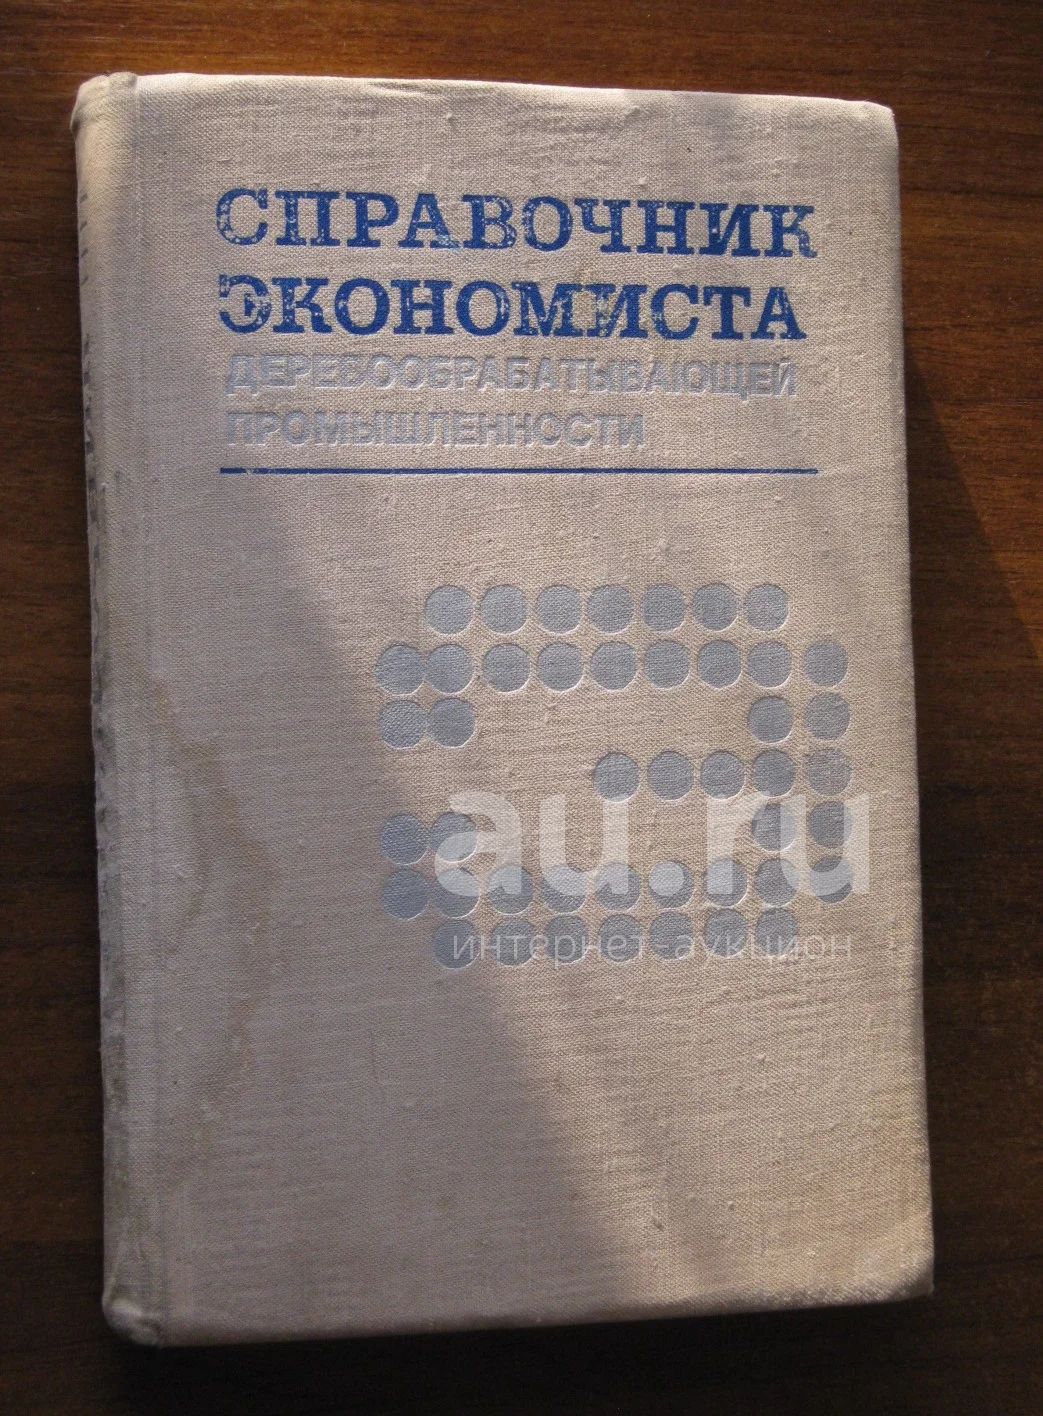 СПРАВОЧНИК
ЭКОНОМИСТА
ДЕРЕВООБРАБАТЫВАЮЩЕЙ
ПРОМЫШЛЕННОСТИ
au.ru
интернет-аукцион